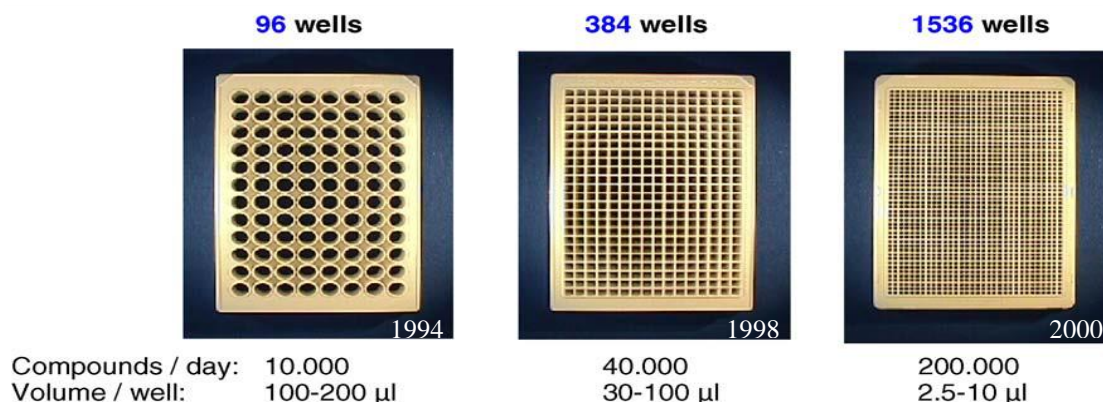 96 wells 384 wells 1536 wells
1994 1998 2000
Compounds / day: 10.000 40.000 200.000
Volume / well: 100-200 µl 30-100 µl 2.5-10 µl